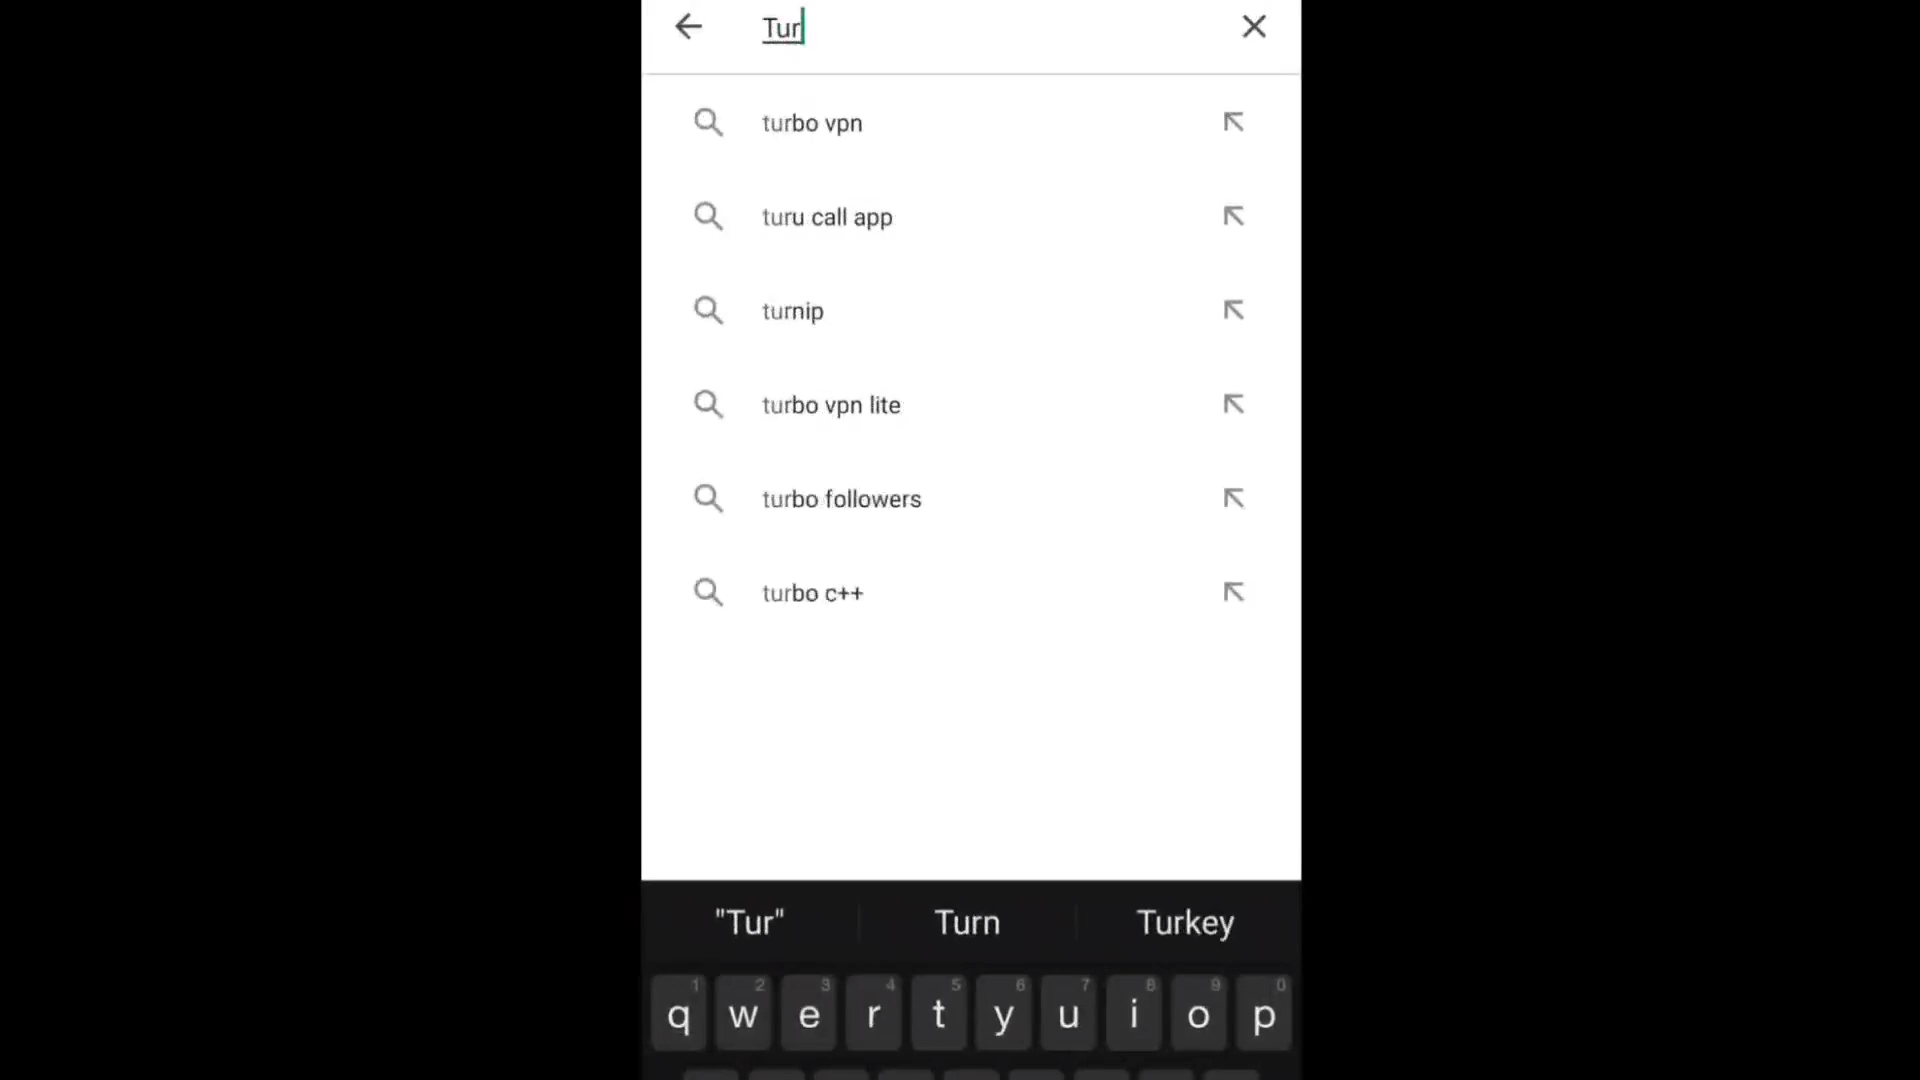 Tur
turbo vpn
turu call app
turnip
turbo vpn lite
turbo followers
turbo c++
"Tur" Turn Turkey
1 2 3 4 5 6 7 8 9 0
q w e r t y u i o p